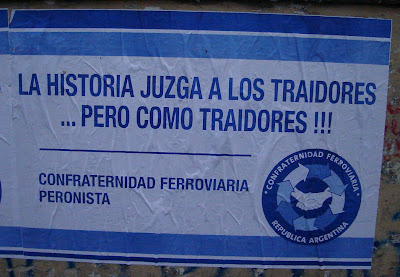 LA HISTORIA JUZGA A LOS TRAIDORES
... PERO COMO TRAIDORES !!!
CONFRATERNIDAD FERROVIARIA
PERONISTA
• CONFRATERNIDAD FERROVIARIA •
REPUBLICA ARGENTINA